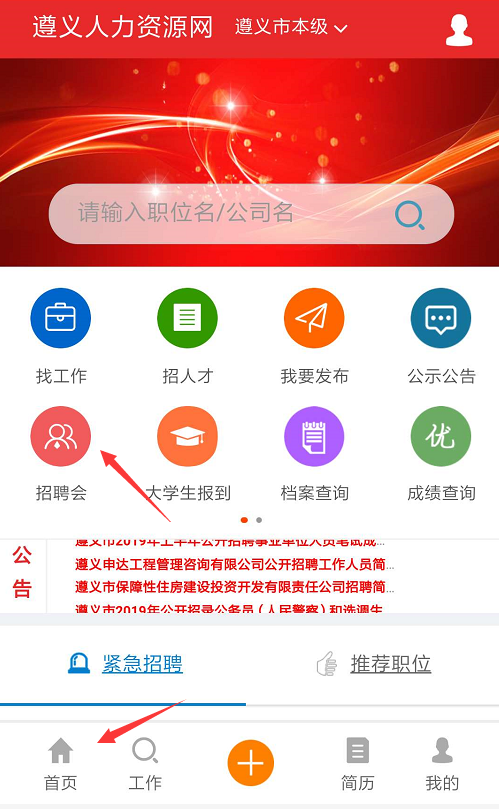 遵义人力资源网 遵义市本级
请输入职位名/公司名
找工作 招人才 我要发布 公示公告
优
招聘会 大学生报到 档案查询 成绩查询
公告
遵义市2019年上半年公开招聘事业单位人员笔试成...
遵义申达工程管理咨询有限公司公开招聘工作人员简...
遵义市保障性住房建设投资开发有限责任公司招聘简...
遵义市2019年公开招录公务员（人民警察）和选调生...
紧急招聘 推荐职位
首页 工作 简历 我的